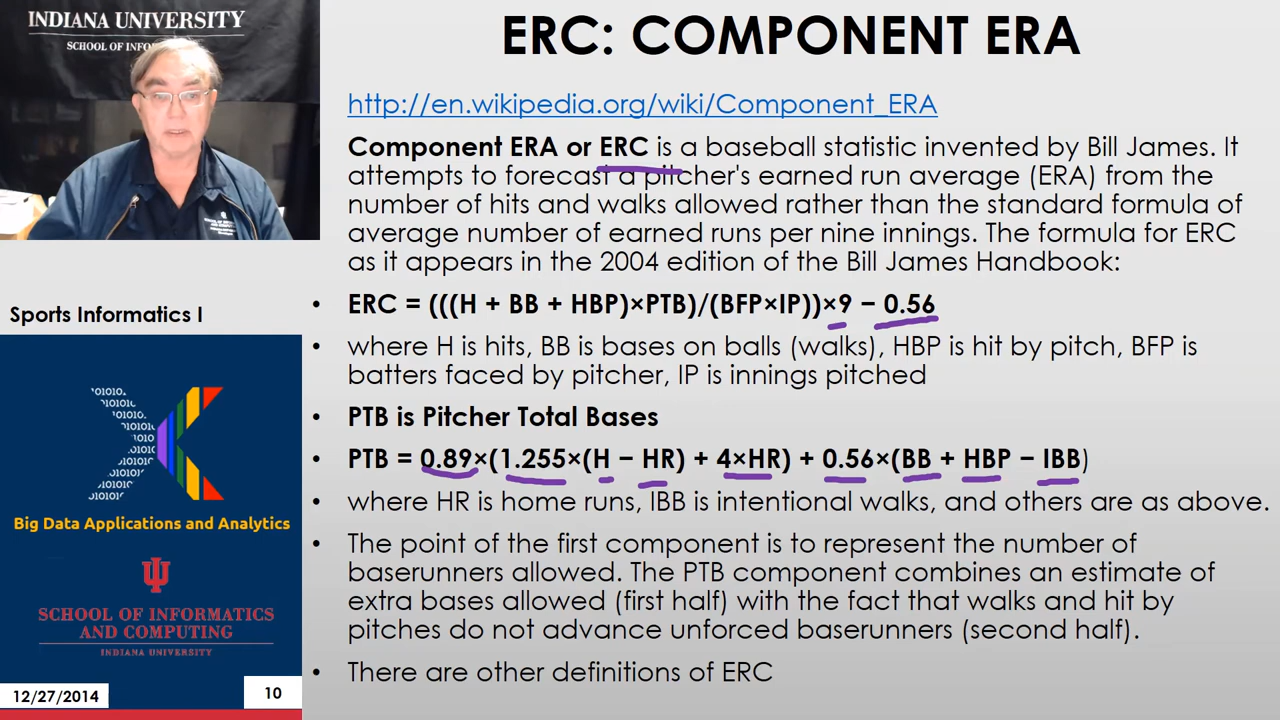 INDIANA UNIVERSITY
ERC: COMPONENT ERA
http://en.wikipedia.org/wiki/Component_ERA
Component ERA or ERC is a baseball statistic invented by Bill James. It
attempts to forecast a pitcher's earned run average (ERA) from the
number of hits and walks allowed rather than the standard formula of
average number of earned runs per nine innings. The formula for ERC
as it appears in the 2004 edition of the Bill James Handbook:
• ERC = (((H + BB + HBP)×PTB)/(BFP×IP))×9 − 0.56
• where H is hits, BB is bases on balls (walks), HBP is hit by pitch, BFP is
batters faced by pitcher, IP is innings pitched
• PTB is Pitcher Total Bases
• PTB = 0.89×(1.255×(H − HR) + 4×HR) + 0.56×(BB + HBP − IBB)
• where HR is home runs, IBB is intentional walks, and others are as above.
• The point of the first component is to represent the number of
baserunners allowed. The PTB component combines an estimate of
extra bases allowed (first half) with the fact that walks and hit by
pitches do not advance unforced baserunners (second half).
• There are other definitions of ERC
SCHOOL OF
Sports Informatics I
Big Data Applications and Analytics
SCHOOL OF INFORMATICS
AND COMPUTING
INDIANA UNIVERSITY
12/27/2014
10